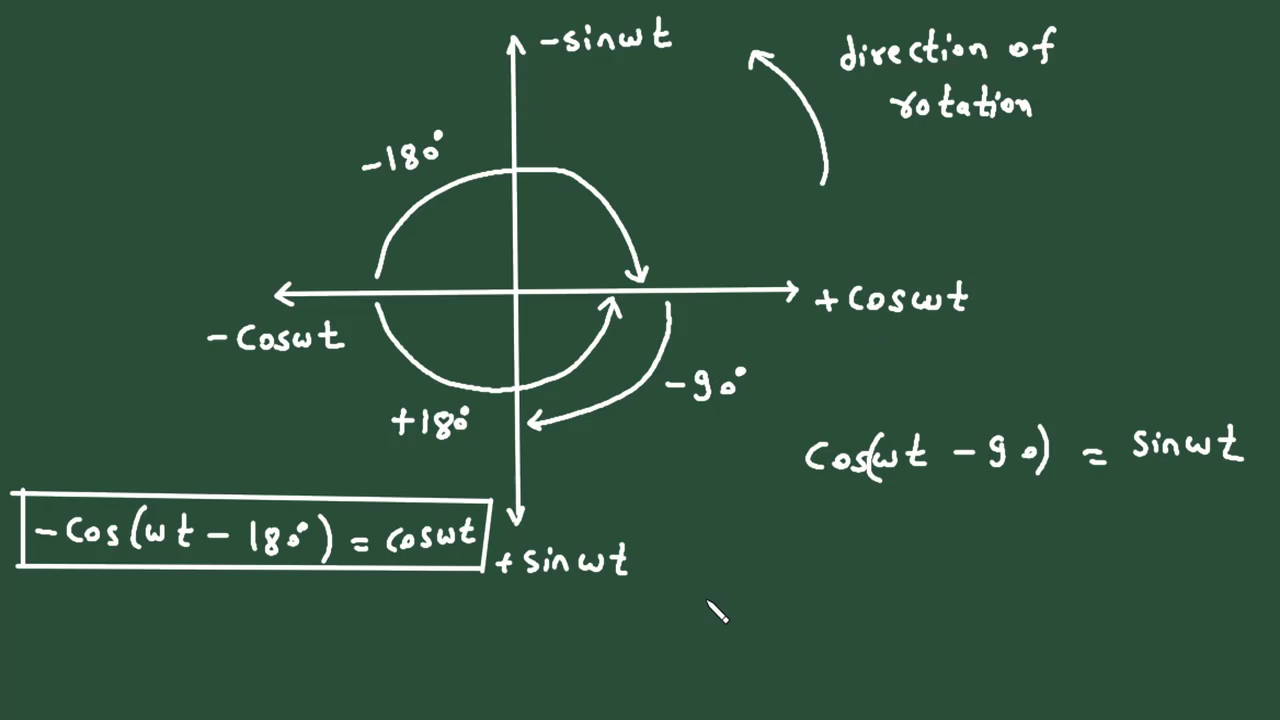 -sinωt
direction of
rotation
-180°
+cosωt
-cosωt
-90°
+180°
cos(ωt - 90) = sinωt
-cos(ωt - 180°) = cosωt
+sinωt